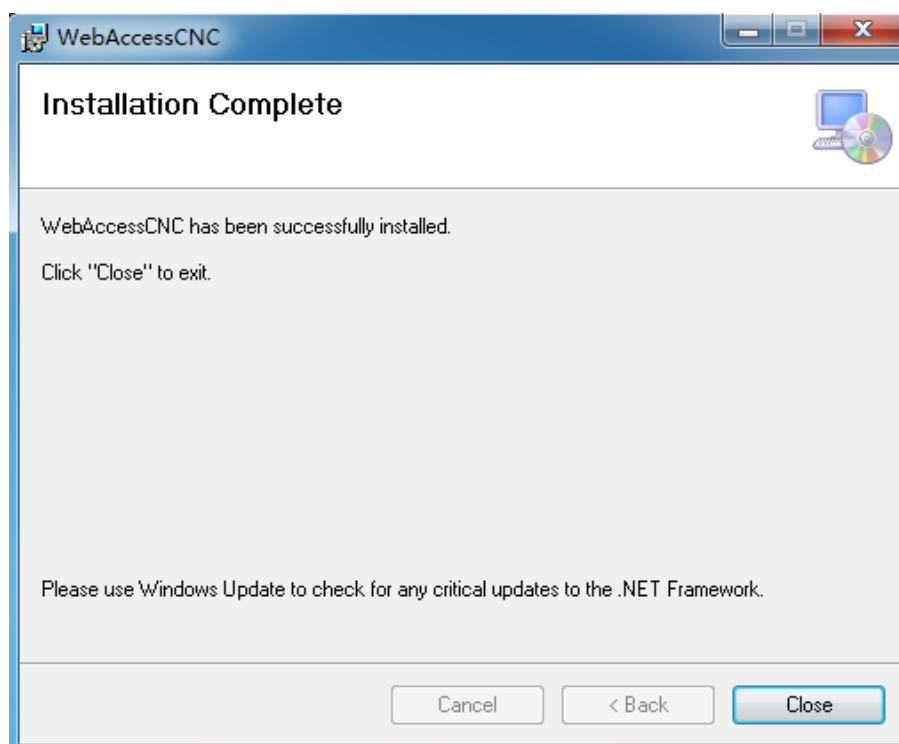 WebAccessCNC
Installation Complete
WebAccessCNC has been successfully installed.
Click "Close" to exit.
Please use Windows Update to check for any critical updates to the .NET Framework.
Cancel
< Back
Close